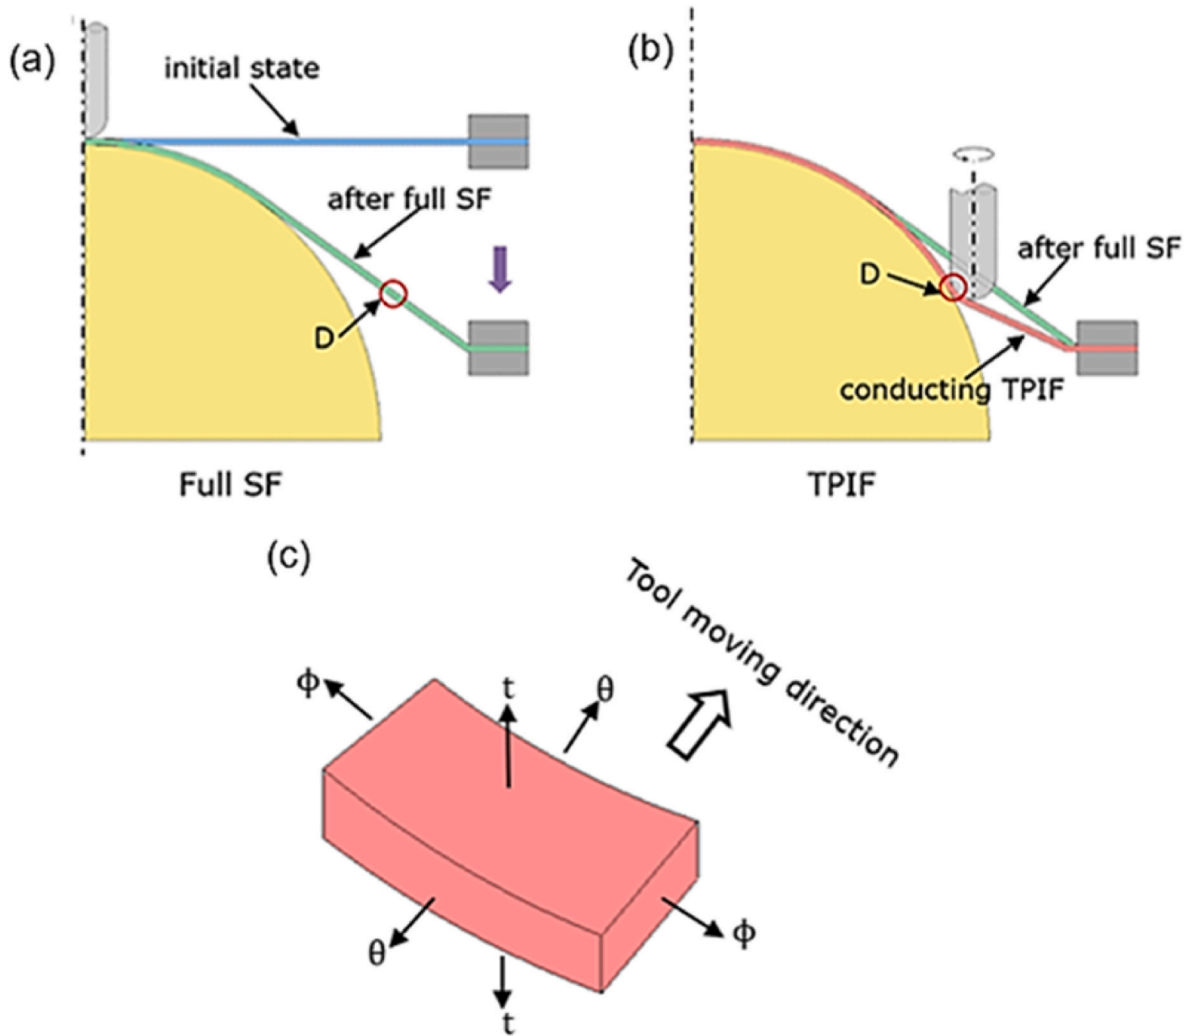 (a)
initial state
after full SF
D
Full SF
(b)
D
after full SF
conducting TPIF
TPIF
(c)
Tool moving direction
ϕ
t
θ
θ
ϕ
t